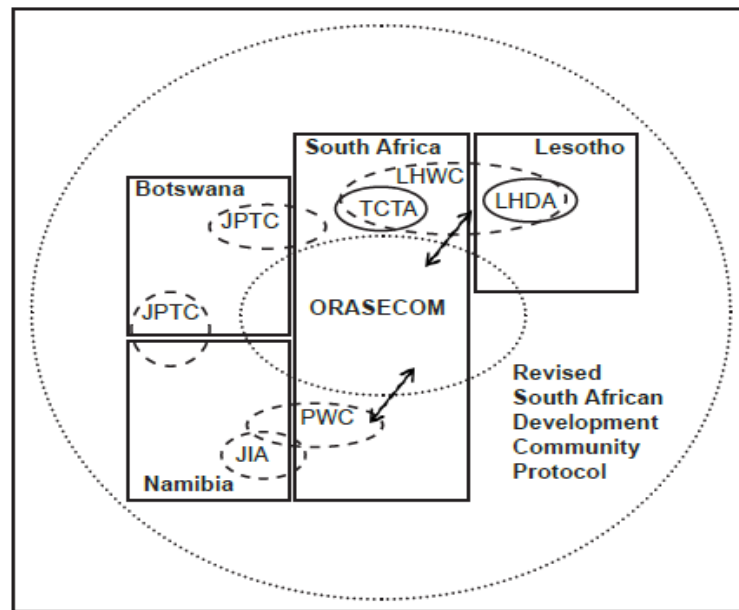 South Africa
Lesotho
LHWC
Botswana
TCTA
LHDA
JPTC
JPTC
ORASECOM
Revised
South African
Development
Community
Protocol
PWC
JIA
Namibia